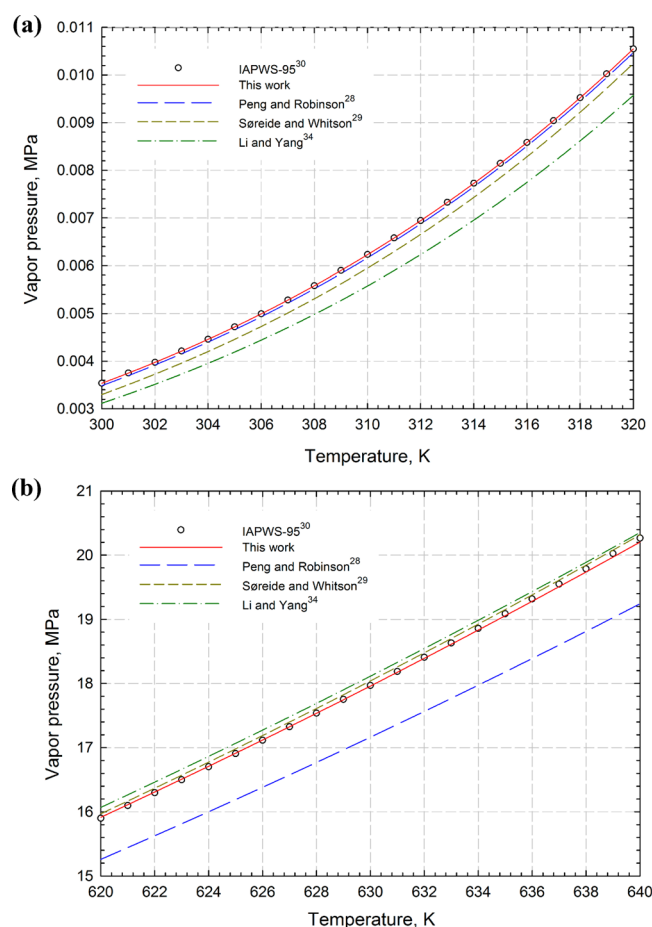 (a)
0.011
0.010
0.009
0.008
0.007
0.006
0.005
0.004
0.003
Vapor pressure, MPa
IAPWS-95³⁰
This work
Peng and Robinson²⁸
Søreide and Whitson²⁹
Li and Yang³⁴
300 302 304 306 308 310 312 314 316 318 320
Temperature, K
(b)
21
20
19
18
17
16
15
Vapor pressure, MPa
IAPWS-95³⁰
This work
Peng and Robinson²⁸
Søreide and Whitson²⁹
Li and Yang³⁴
620 622 624 626 628 630 632 634 636 638 640
Temperature, K